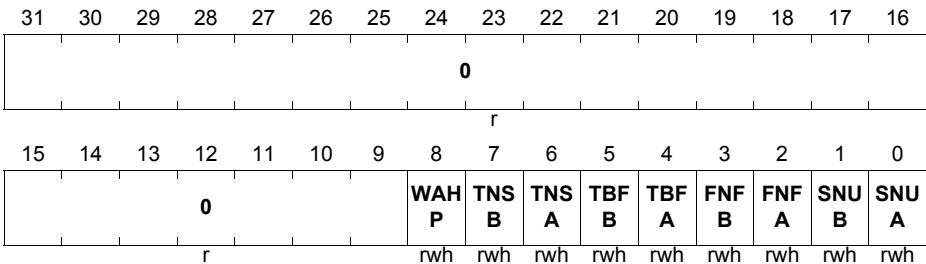 31 30 29 28 27 26 25 24 23 22 21 20 19 18 17 16
0
r
15 14 13 12 11 10 9 8 7 6 5 4 3 2 1 0
0 WAH TNS TNS TBF TBF FNF FNF SNU SNU
P B A B A B A B A
r rwh rwh rwh rwh rwh rwh rwh rwh rwh